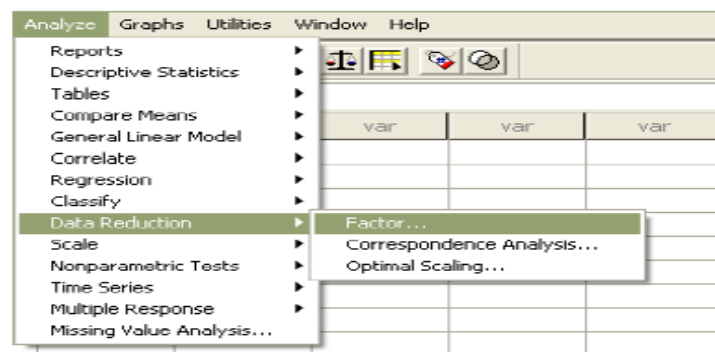 Analyze Graphs Utilities Window Help
Reports
Descriptive Statistics
Tables
Compare Means
var var var
General Linear Model
Correlate
Regression
Classify
Data Reduction
Factor...
Scale
Correspondence Analysis...
Nonparametric Tests
Optimal Scaling...
Time Series
Multiple Response
Missing Value Analysis...